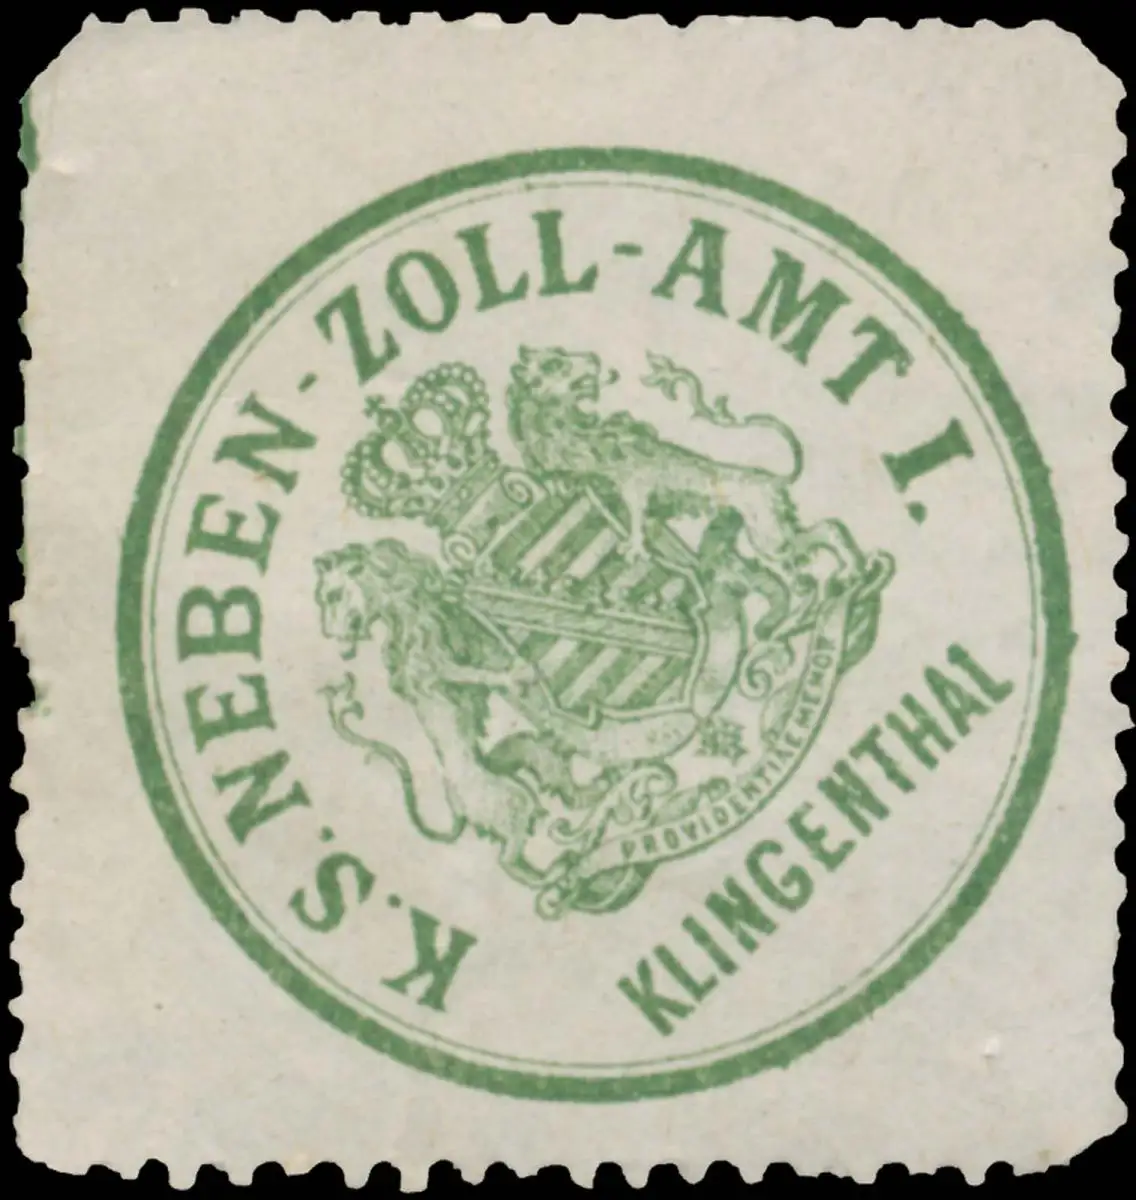 K. S. NEBEN-ZOLL-AMT I.
KLINGENTHAL
PROVIDENTIAE MEMOR